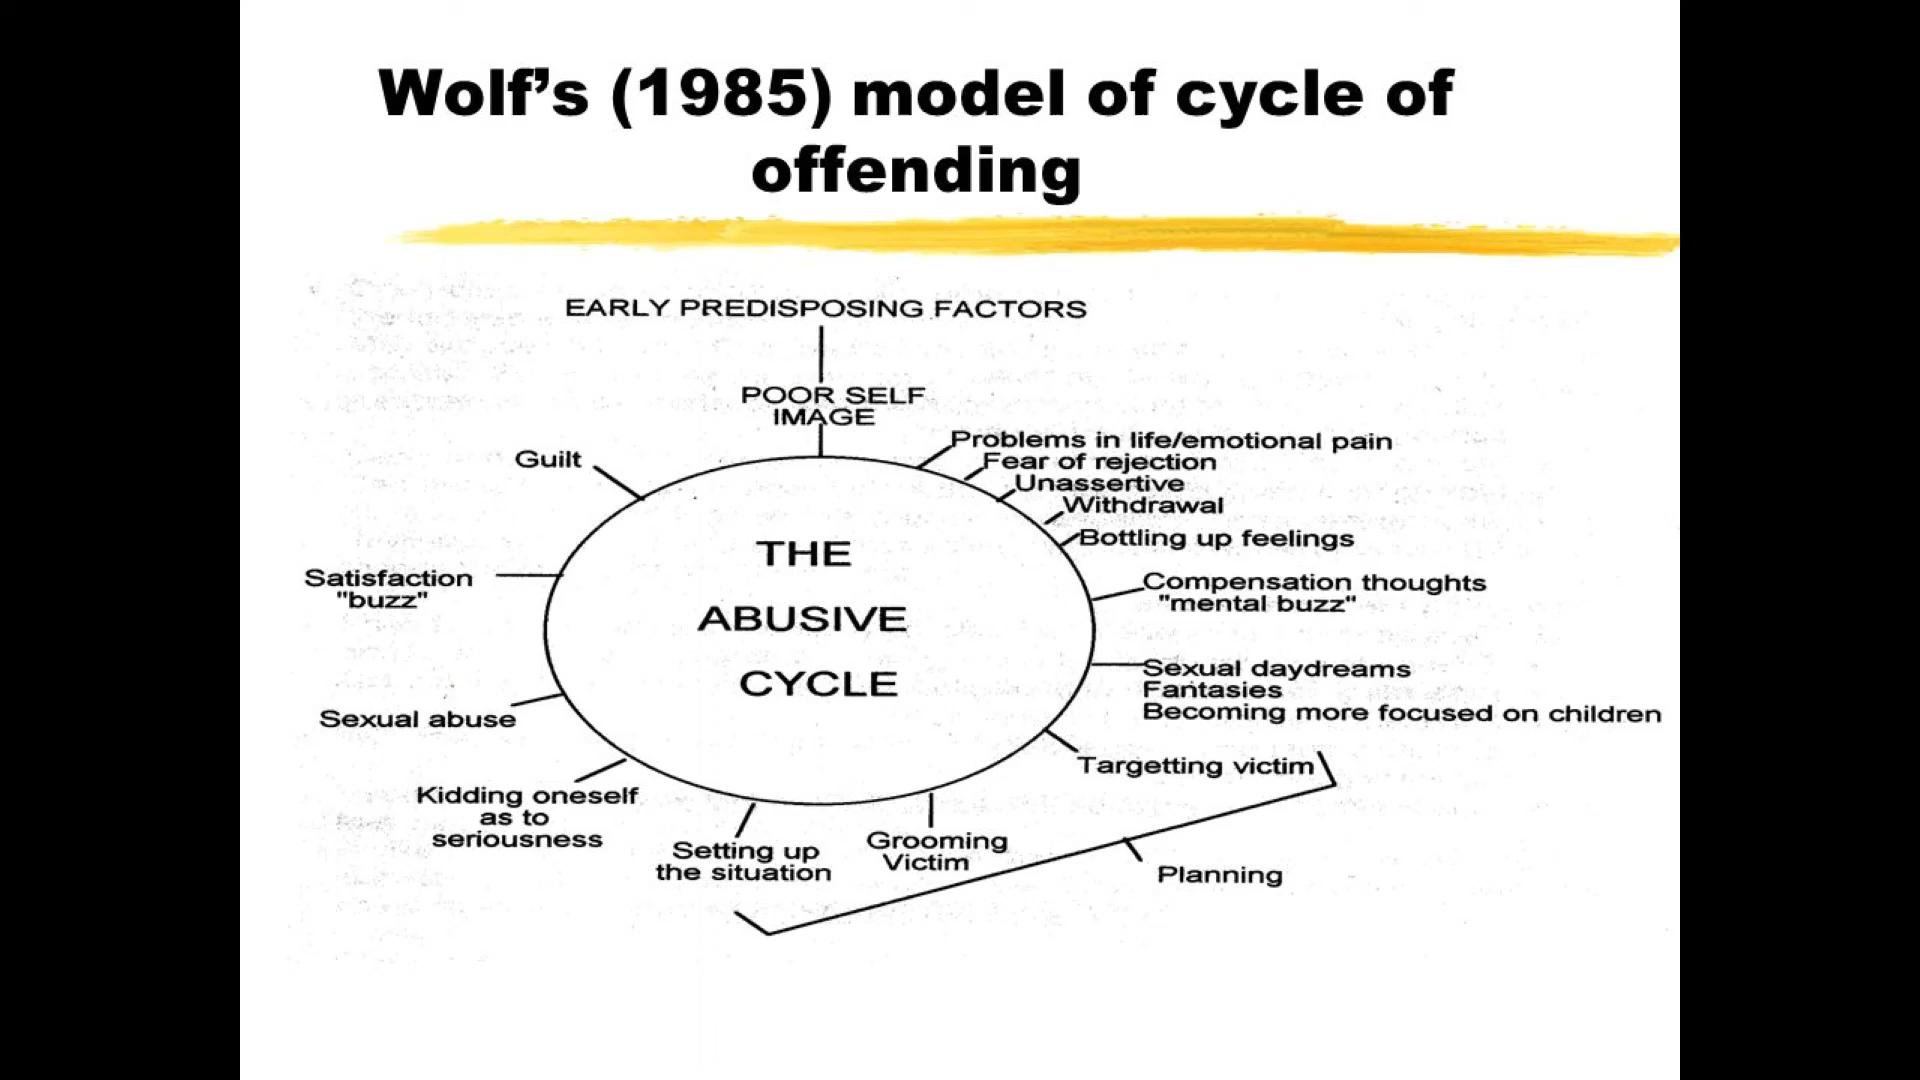 Wolf’s (1985) model of cycle of
offending
EARLY PREDISPOSING FACTORS
POOR SELF
IMAGE
Problems in life/emotional pain
Fear of rejection
Unassertive
Withdrawal
Bottling up feelings
Compensation thoughts
"mental buzz"
Sexual daydreams
Fantasies
Becoming more focused on children
Targetting victim
Planning
Grooming
Victim
Setting up
the situation
Kidding oneself
as to
seriousness
Sexual abuse
Satisfaction
"buzz"
Guilt
THE
ABUSIVE
CYCLE